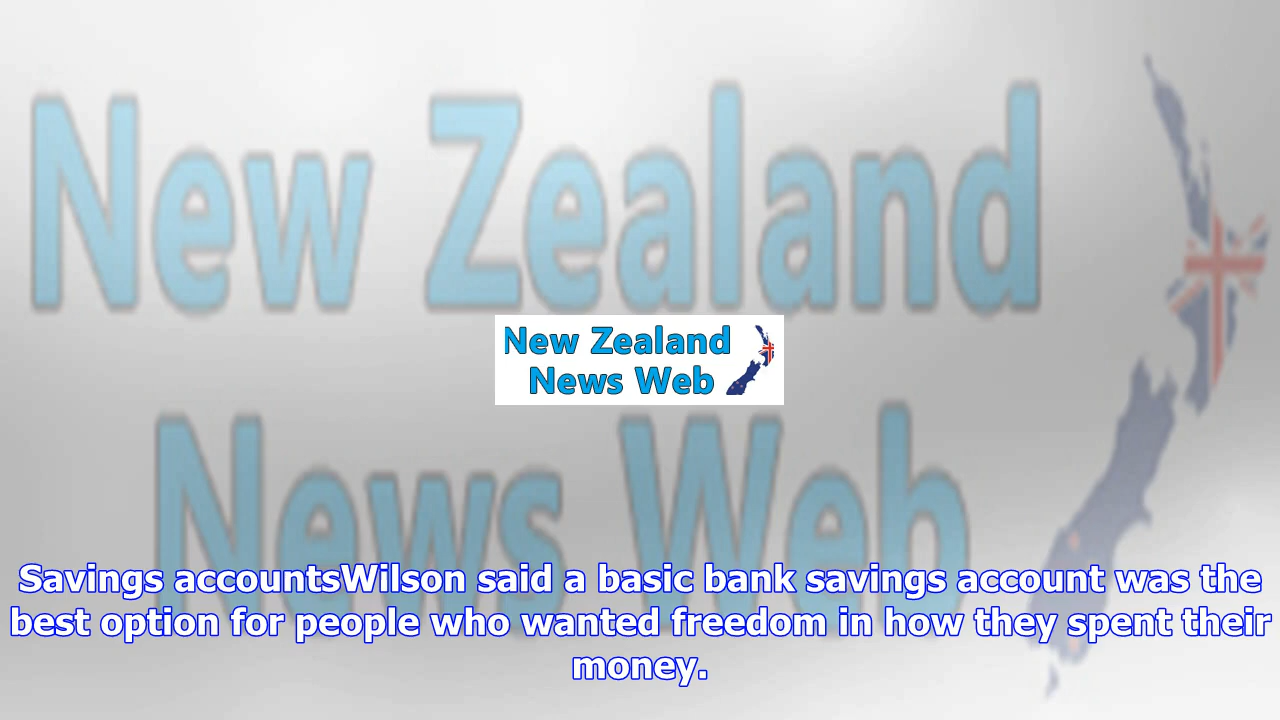 New Zealand
News Web
New Zealand
News Web
Savings accountsWilson said a basic bank savings account was the
best option for people who wanted freedom in how they spent their
money.